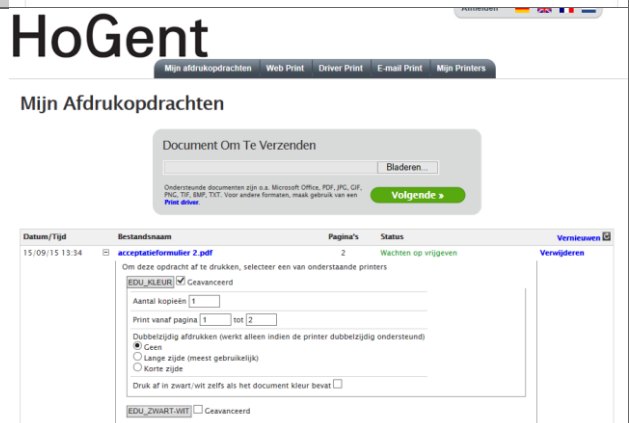 Anmelden
HoGent
Mijn afdrukopdrachten Web Print Driver Print E-mail Print Mijn Printers
Mijn Afdrukopdrachten
Document Om Te Verzenden
Bladeren...
Ondersteunde documenten zijn o.a. Microsoft Office, PDF, JPG, GIF,
PNG, TIF, BMP, TXT. Voor andere formaten, maak gebruik van een
Print driver.
Volgende »
Datum/Tijd Bestandsnaam Pagina's Status Vernieuwen
15/09/15 13:34 acceptatieformulier 2.pdf 2 Wachten op vrijgeven Verwijderen
Om deze opdracht af te drukken, selecteer een van onderstaande printers
EDU_KLEUR Geavanceerd
Aantal kopieën 1
Print vanaf pagina 1 tot 2
Dubbelzijdig afdrukken (werkt alleen indien de printer dubbelzijdig ondersteund)
Geen
Lange zijde (meest gebruikelijk)
Korte zijde
Druk af in zwart/wit zelfs als het document kleur bevat
EDU_ZWART-WIT Geavanceerd